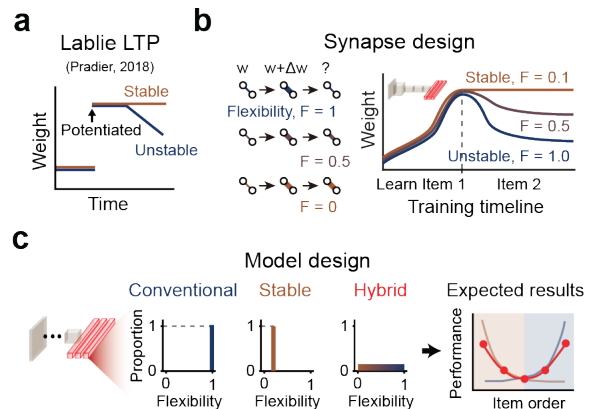 a
Lablie LTP
(Pradier, 2018)
Weight
Stable
Potentiated
Unstable
Time
b
Synapse design
w w+Δw ?
Flexibility, F = 1
F = 0.5
F = 0
Weight
Stable, F = 0.1
F = 0.5
Unstable, F = 1.0
Learn Item 1 Item 2
Training timeline
c
Model design
Conventional Stable Hybrid Expected results
Proportion
1 1 1
0 0 0
0 1 0 1 0 1
Flexibility Flexibility Flexibility
Performance
Item order